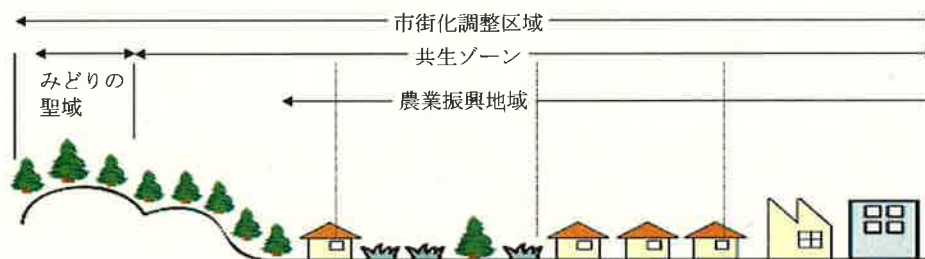 市街化調整区域
共生ゾーン
みどりの
聖域
農業振興地域